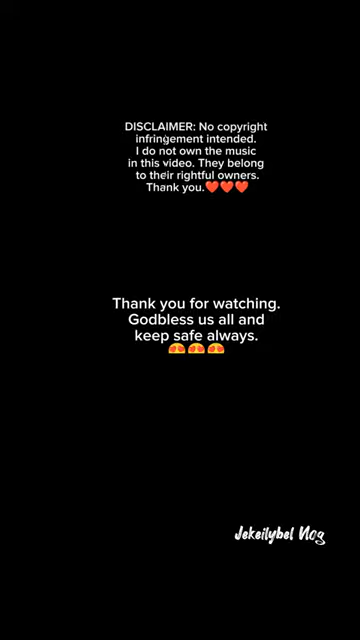 DISCLAIMER: No copyright
infringement intended.
I do not own the music
in this video. They belong
to their rightful owners.
Thank you.❤️❤️❤️
Thank you for watching.
Godbless us all and
keep safe always.
😍😍😍
Jekeilybel Vlog